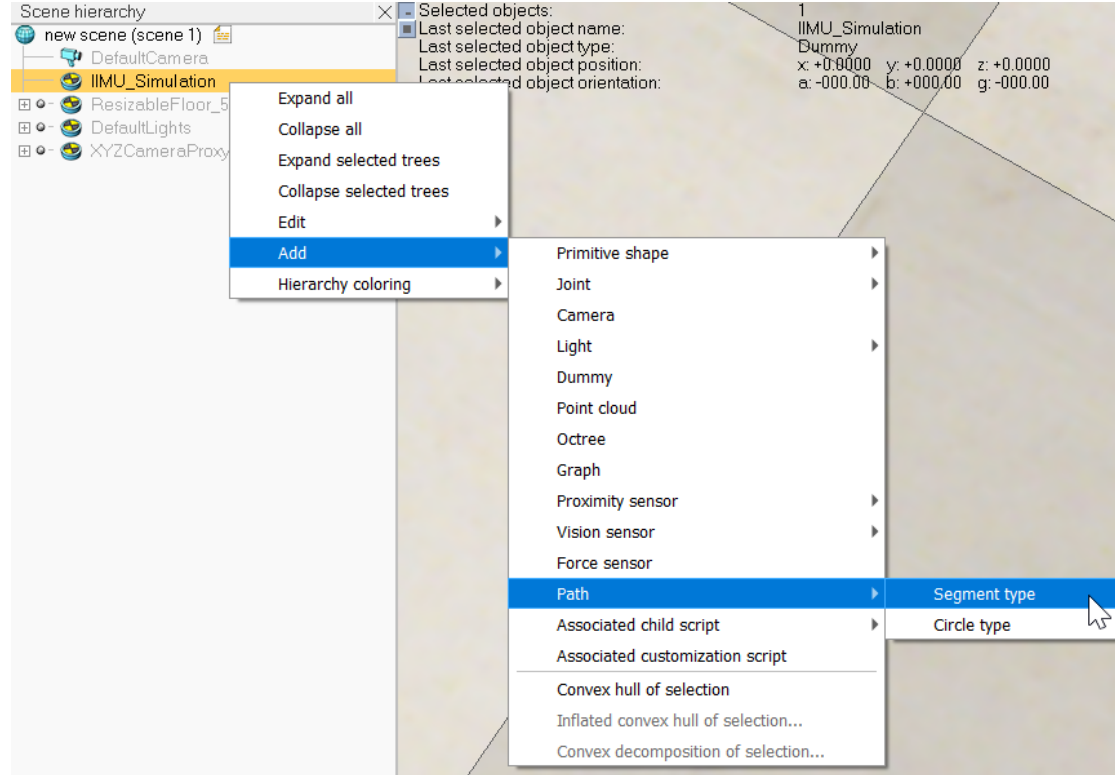 Scene hierarchy
new scene (scene 1)
DefaultCamera
IIMU_Simulation
ResizableFloor_5
DefaultLights
XYZCameraProxy
Selected objects: 1
Last selected object name: IIMU_Simulation
Last selected object type: Dummy
Last selected object position: x: +0.0000 y: +0.0000 z: +0.0000
Last selected object orientation: a: -000.00 b: +000.00 g: -000.00
Expand all
Collapse all
Expand selected trees
Collapse selected trees
Edit
Add
Hierarchy coloring
Primitive shape
Joint
Camera
Light
Dummy
Point cloud
Octree
Graph
Proximity sensor
Vision sensor
Force sensor
Path
Associated child script
Associated customization script
Convex hull of selection
Inflated convex hull of selection...
Convex decomposition of selection...
Segment type
Circle type